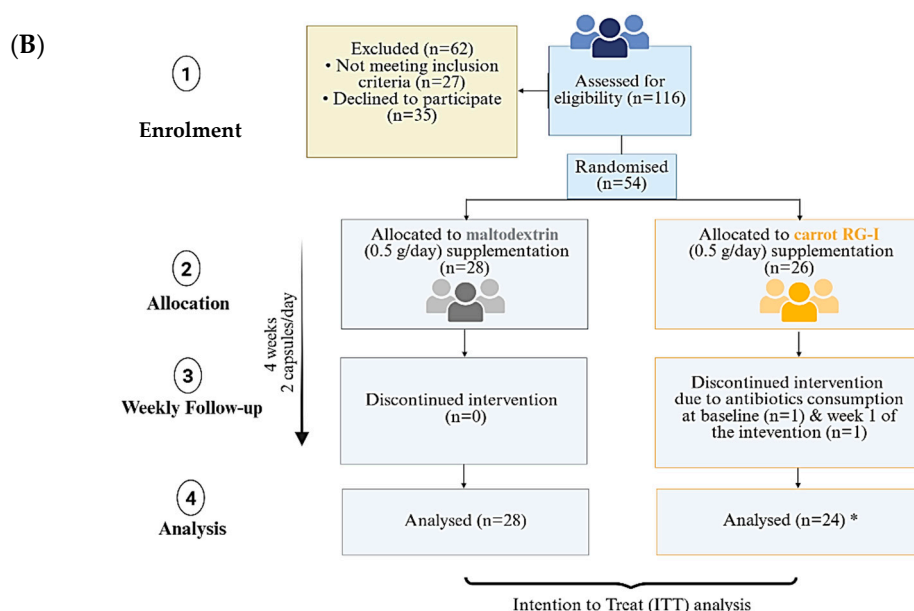 (B)
1
Enrolment
Excluded (n=62)
• Not meeting inclusion
criteria (n=27)
• Declined to participate
(n=35)
Assessed for
eligibility (n=116)
Randomised
(n=54)
2
Allocation
4 weeks
2 capsules/day
Allocated to maltodextrin
(0.5 g/day) supplementation
(n=28)
Allocated to carrot RG-I
(0.5 g/day) supplementation
(n=26)
3
Weekly Follow-up
Discontinued intervention
(n=0)
Discontinued intervention
due to antibiotics consumption
at baseline (n=1) & week 1 of
the intevention (n=1)
4
Analysis
Analysed (n=28)
Analysed (n=24) *
Intention to Treat (ITT) analysis